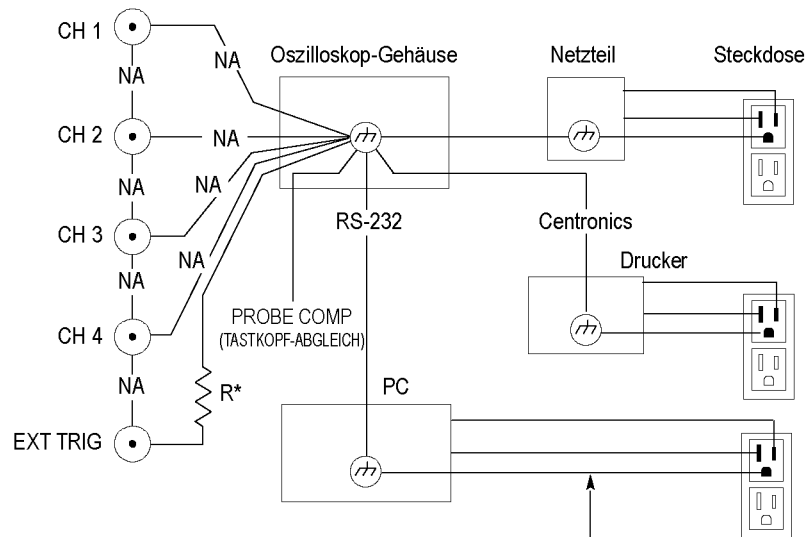 CH 1
Oszilloskop-Gehäuse
Netzteil
Steckdose
NA
NA
CH 2
NA
NA
NA
CH 3
RS-232
Centronics
NA
NA
Drucker
PROBE COMP
(TASTKOPF-ABGLEICH)
CH 4
NA
R*
PC
EXT TRIG